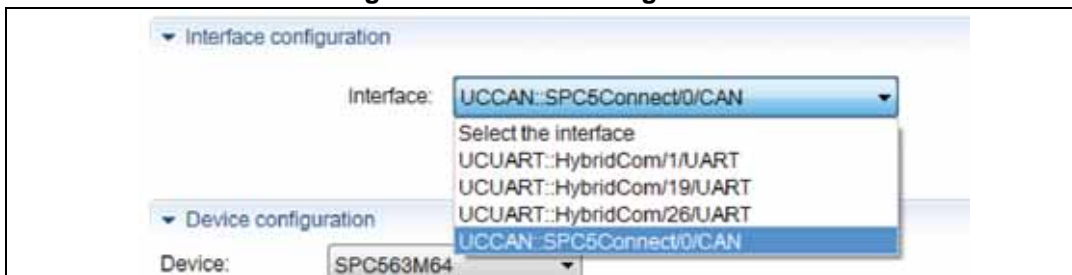 Interface configuration
Interface: UCCAN::SPC5Connect/0/CAN
Select the interface
UCUART::HybridCom/1/UART
UCUART::HybridCom/19/UART
UCUART::HybridCom/26/UART
UCCAN::SPC5Connect/0/CAN
Device configuration
Device: SPC563M64